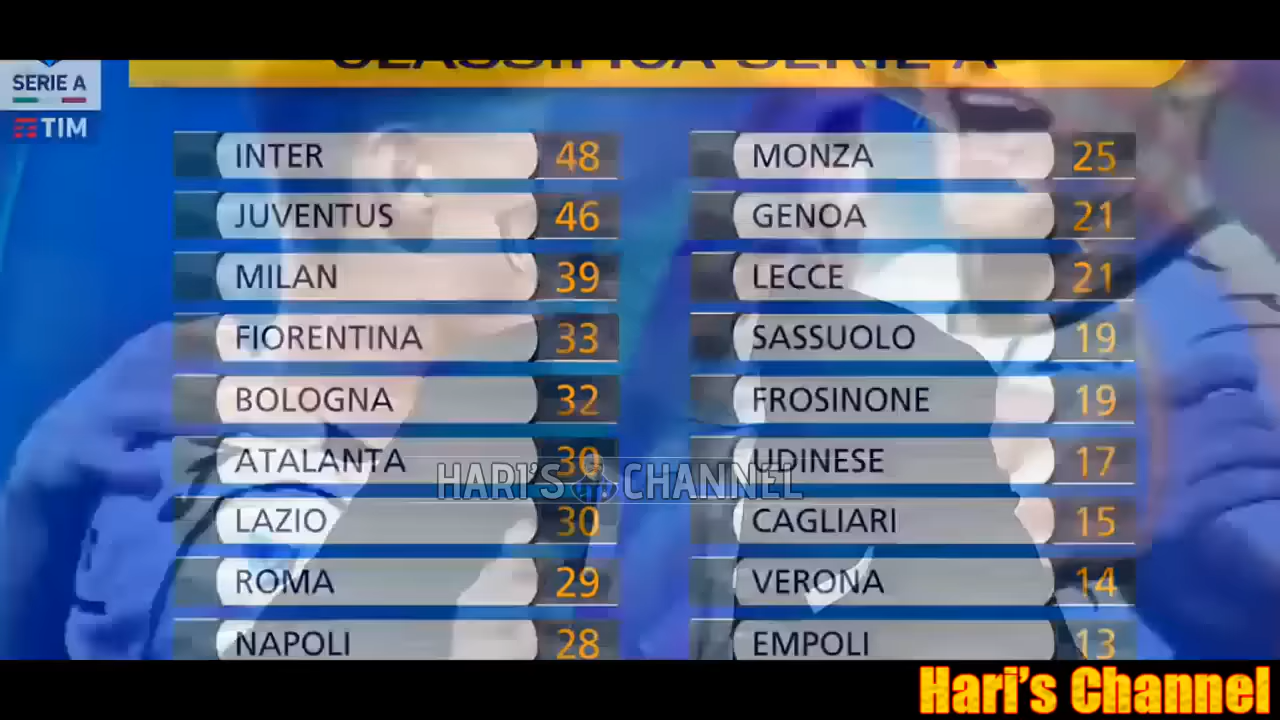 CLASSIFICA SERIE A
SERIE A
TIM
INTER 48
JUVENTUS 46
MILAN 39
FIORENTINA 33
BOLOGNA 32
ATALANTA 30
LAZIO 30
ROMA 29
NAPOLI 28
MONZA 25
GENOA 21
LECCE 21
SASSUOLO 19
FROSINONE 19
UDINESE 17
CAGLIARI 15
VERONA 14
EMPOLI 13
HARI'S CHANNEL
Hari's Channel